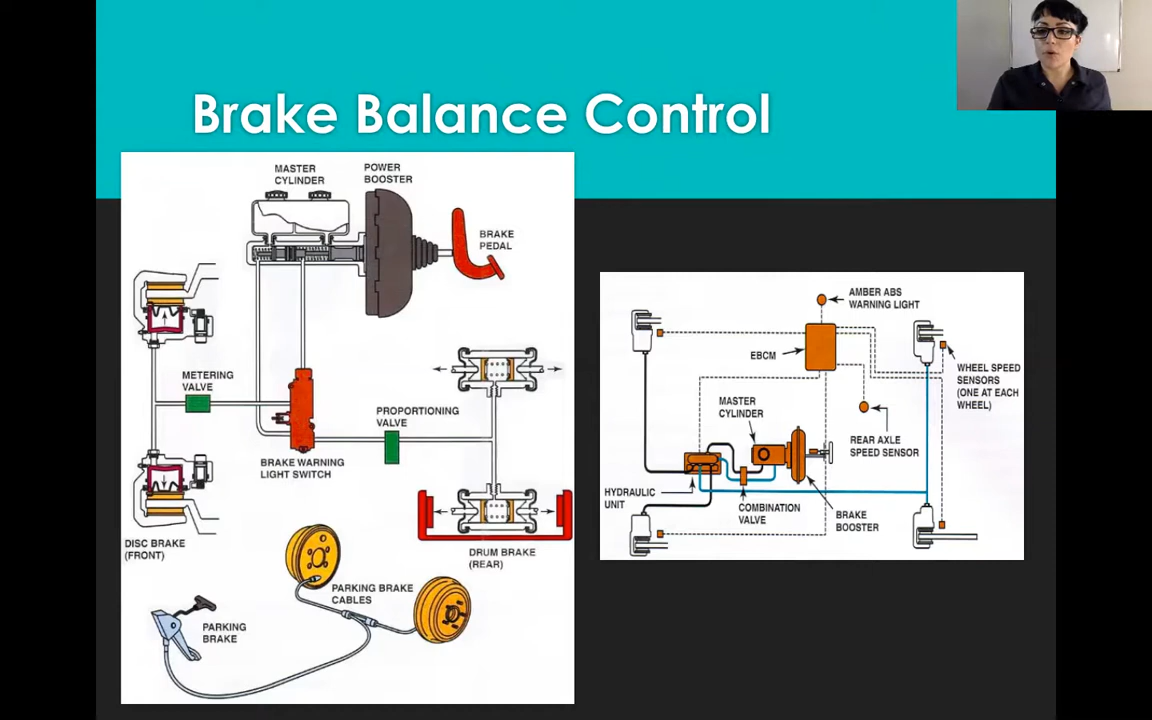 Brake Balance Control
MASTER
CYLINDER
POWER
BOOSTER
BRAKE
PEDAL
METERING
VALVE
PROPORTIONING
VALVE
BRAKE WARNING
LIGHT SWITCH
DISC BRAKE
(FRONT)
DRUM BRAKE
(REAR)
PARKING BRAKE
CABLES
PARKING
BRAKE
AMBER ABS
WARNING LIGHT
EBCM
WHEEL SPEED
SENSORS
(ONE AT EACH
WHEEL)
MASTER
CYLINDER
REAR AXLE
SPEED SENSOR
HYDRAULIC
UNIT
COMBINATION
VALVE
BRAKE
BOOSTER